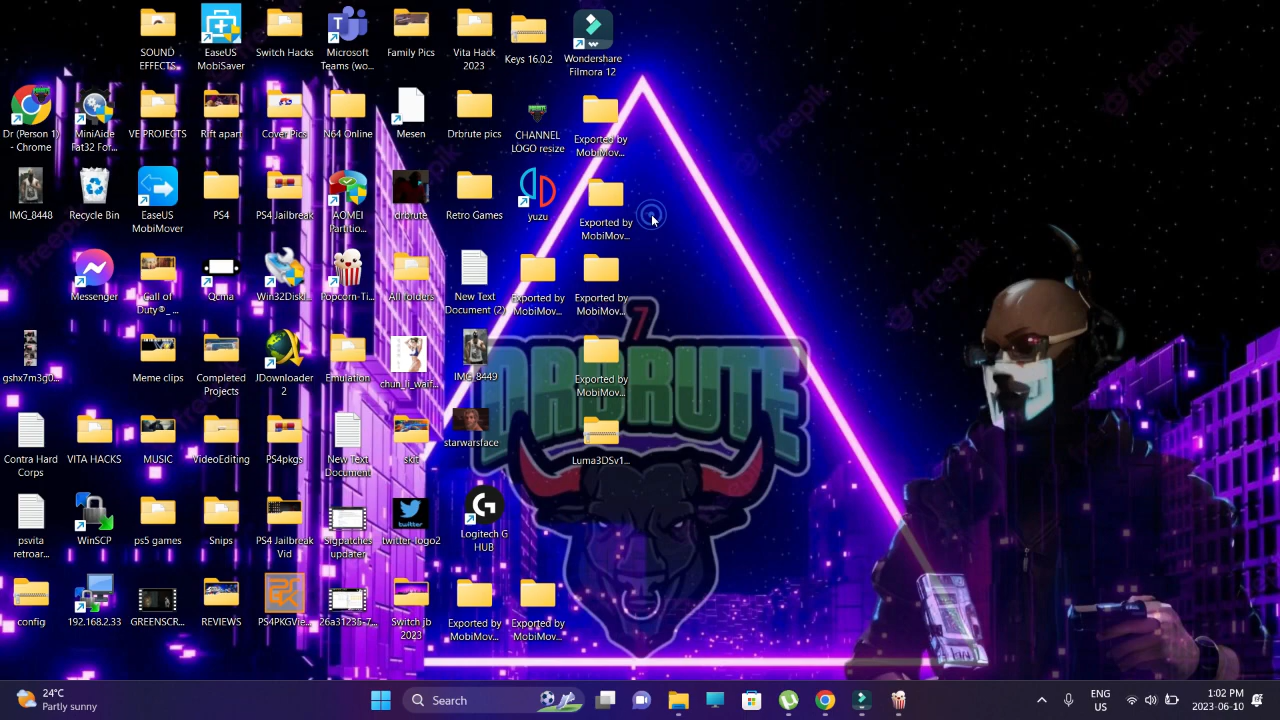 SOUND
EFFECTS
EaseUS
MobiSaver
Switch Hacks
Microsoft
Teams (wo...
Family Pics
Vita Hack
2023
Keys 16.0.2
Wondershare
Filmora 12
Dr (Person 1)
- Chrome
MiniAide
Fat32 For...
VE PROJECTS
Rift apart
Cover Pics
N64 Online
Mesen
Drbrute pics
CHANNEL
LOGO resize
Exported by
MobiMov...
IMG_8448
Recycle Bin
EaseUS
MobiMover
PS4
PS4 Jailbreak
AOMEI
Partitio...
drbrute
Retro Games
yuzu
Exported by
MobiMov...
Messenger
Call of
Duty®_ ...
Qcma
Win32DiskI...
Popcorn-Ti...
All folders
New Text
Document (2)
Exported by
MobiMov...
Exported by
MobiMov...
gshx7m3g0...
Meme clips
Completed
Projects
JDownloader
2
Emulation
chun_li_waif...
IMG_8449
Exported by
MobiMov...
Contra Hard
Corps
VITA HACKS
MUSIC
VideoEditing
PS4pkgs
New Text
Document
skit
starwarsface
Luma3DSv1...
psvita
retroar...
WinSCP
ps5 games
Snips
PS4 Jailbreak
Vid
Sigpatches
updater
twitter
twitter-logo2
Logitech G
HUB
config
192.168.2.33
GREENSCR...
REVIEWS
PS4PKGVie...
26a31235-7...
Switch jb
2023
Exported by
MobiMov...
Exported by
MobiMov...
7
DRBRUTE
freepik
freepik
freepik
24°C
Partly sunny
Search
ENG
US
1:02 PM
2023-06-10